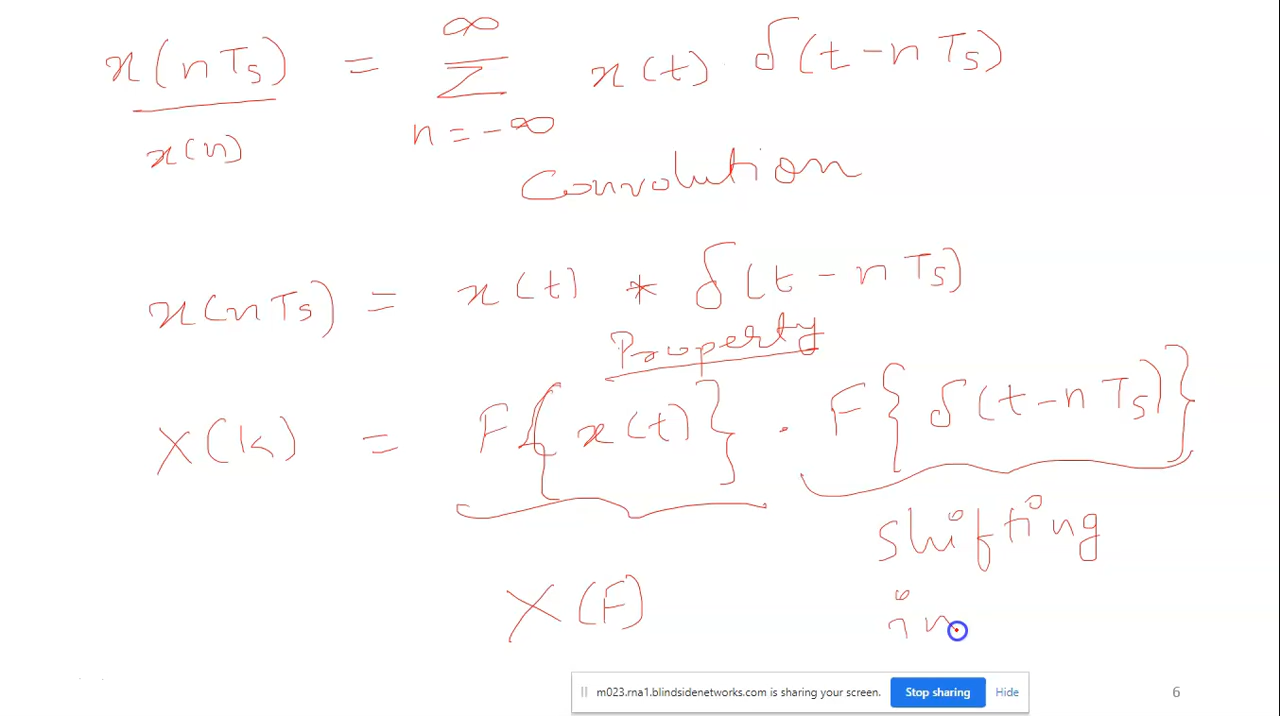 x(nTs) = ∞ Σ n=-∞ x(t) · δ(t-nTs)
x(n)
Convolution
x(nTs) = x(t) * δ(t-nTs)
Property
X(k) = F{x(t)} · F{δ(t-nTs)}
shifting
X(F)
in
m023.rna1.blindsidenetworks.com is sharing your screen. Stop sharing Hide
6